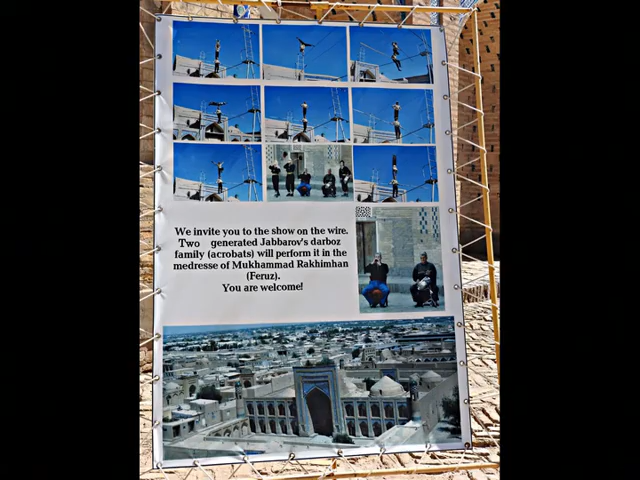 We invite you to the show on the wire.
Two generated Jabbarov's darboz
family (acrobats) will perform it in the
medresse of Mukhammad Rakhimhan
(Feruz).
You are welcome!